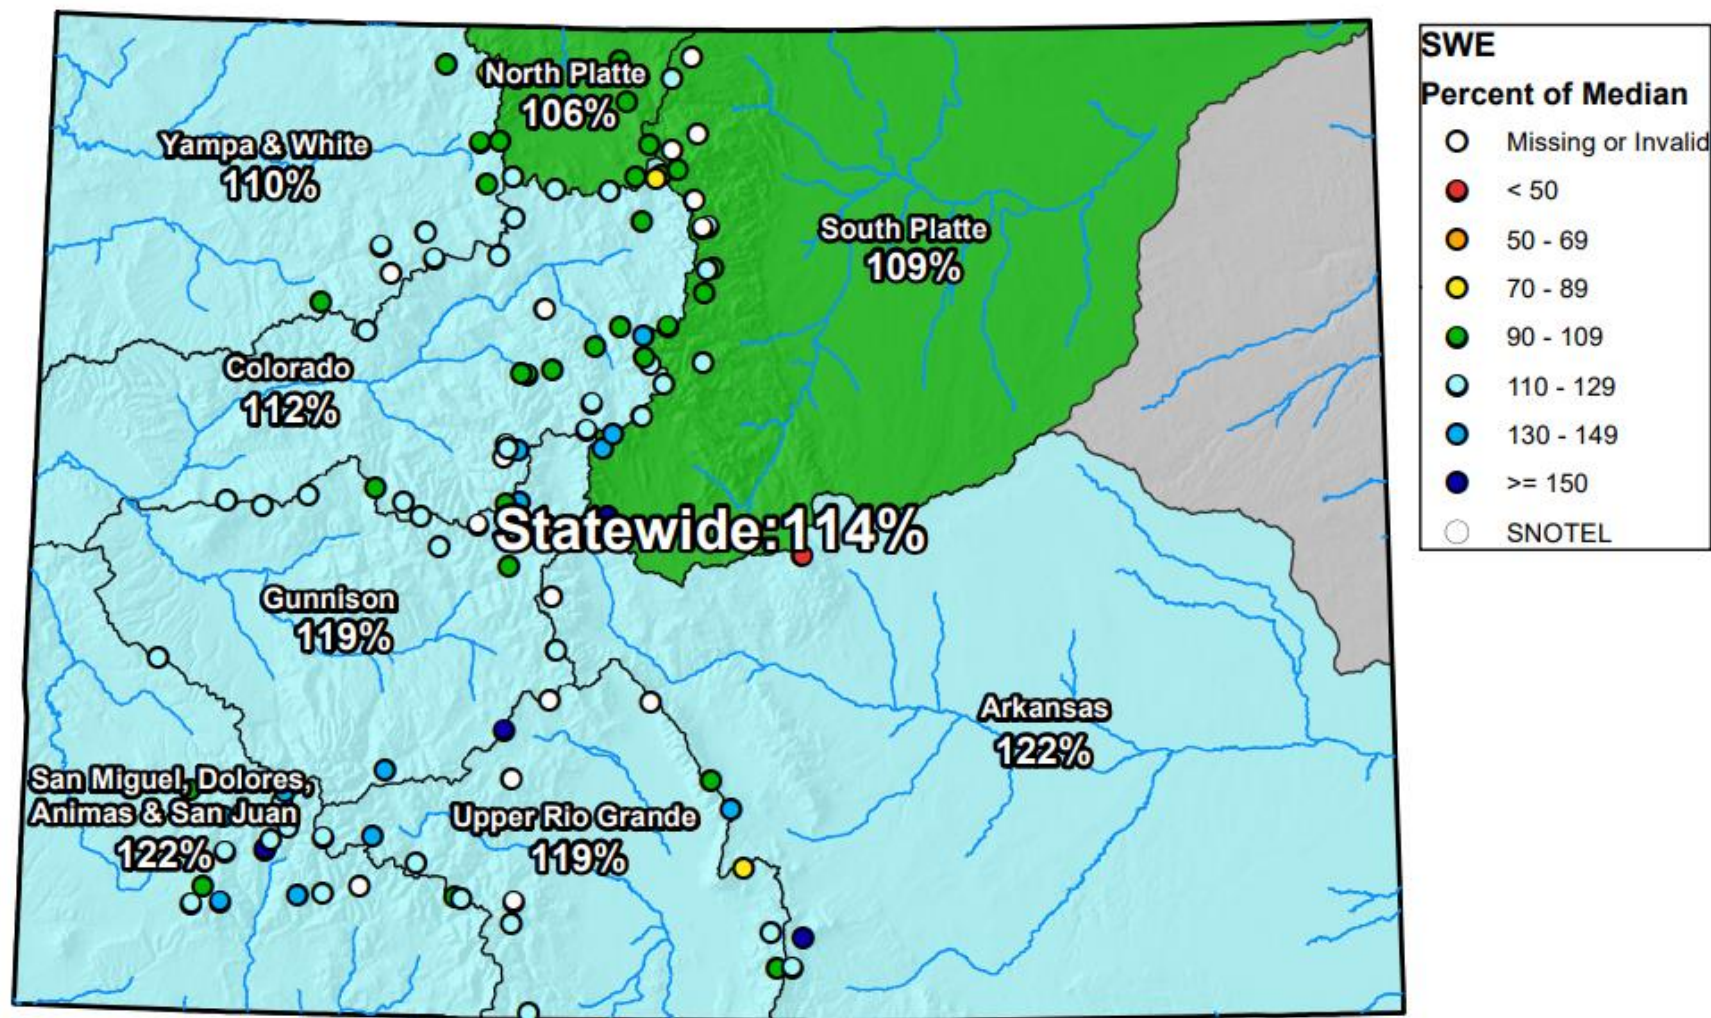 North Platte
106%
Yampa & White
110%
South Platte
109%
Colorado
112%
Statewide:114%
Gunnison
119%
Arkansas
122%
San Miguel, Dolores,
Animas & San Juan
122%
Upper Rio Grande
119%
SWE
Percent of Median
Missing or Invalid
< 50
50 - 69
70 - 89
90 - 109
110 - 129
130 - 149
>= 150
SNOTEL